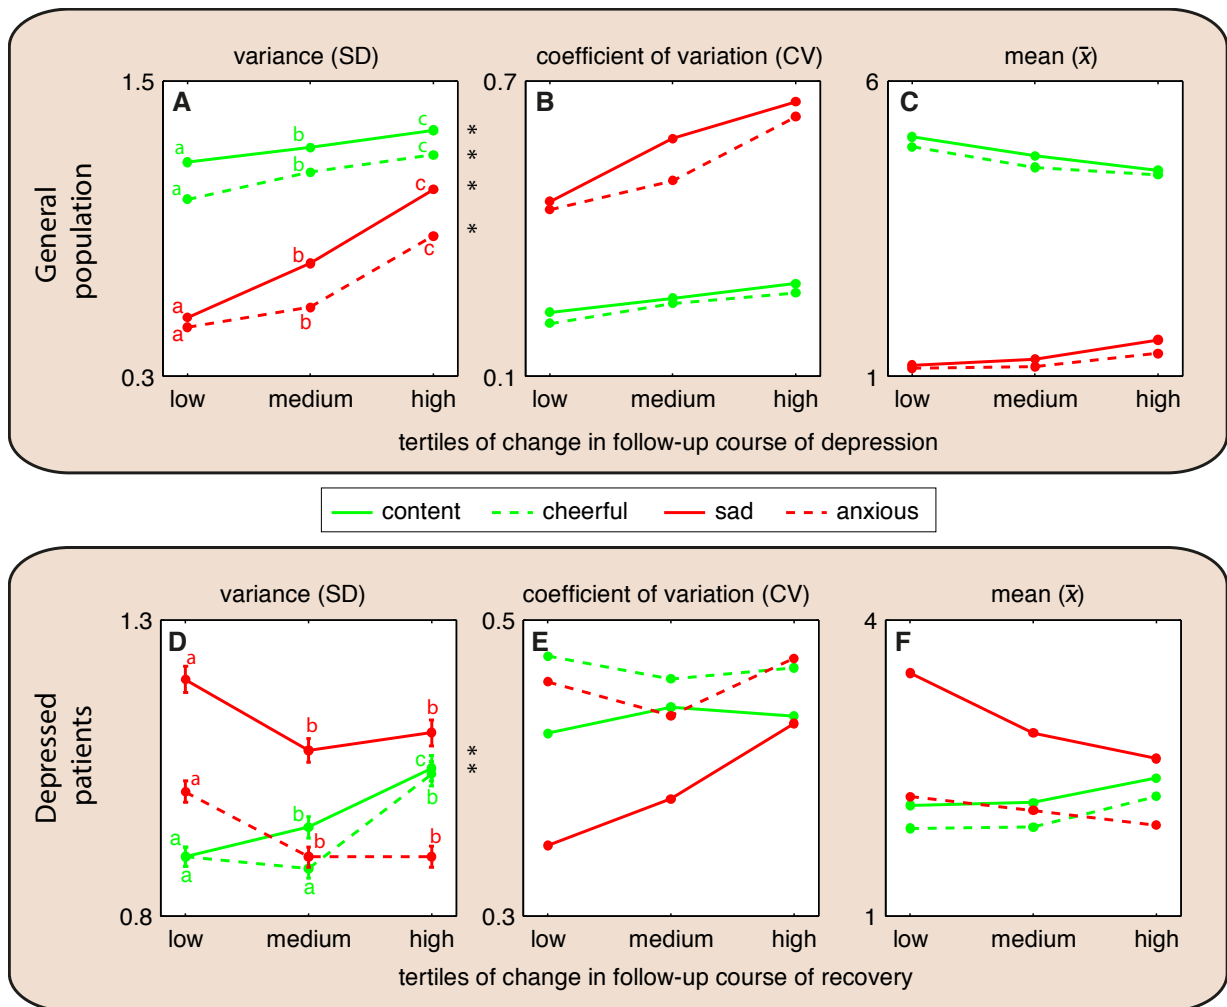 variance (SD) coefficient of variation (CV) mean (x̄)
1.5 0.7 6
A B C
a b c *
a b c *
a b c *
a b c *
General
population
0.3 0.1 1
low medium high low medium high low medium high
tertiles of change in follow-up course of depression
content cheerful sad anxious
variance (SD) coefficient of variation (CV) mean (x̄)
1.3 0.5 4
D E F
a b b
a b b
a b c *
a a b *
Depressed
patients
0.8 0.3 1
low medium high low medium high low medium high
tertiles of change in follow-up course of recovery